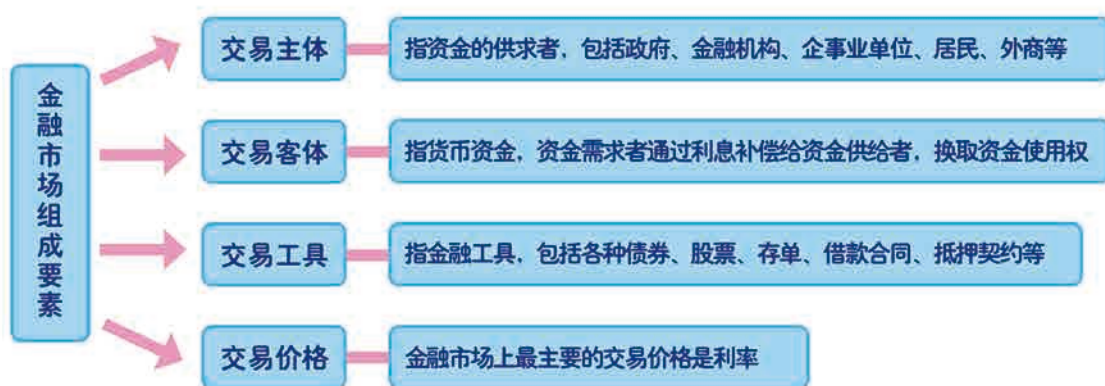 金融市场组成要素
交易主体
指资金的供求者，包括政府、金融机构、企事业单位、居民、外商等
交易客体
指货币资金，资金需求者通过利息补偿给资金供给者，换取资金使用权
交易工具
指金融工具，包括各种债券、股票、存单、借款合同、抵押契约等
交易价格
金融市场上最主要的交易价格是利率